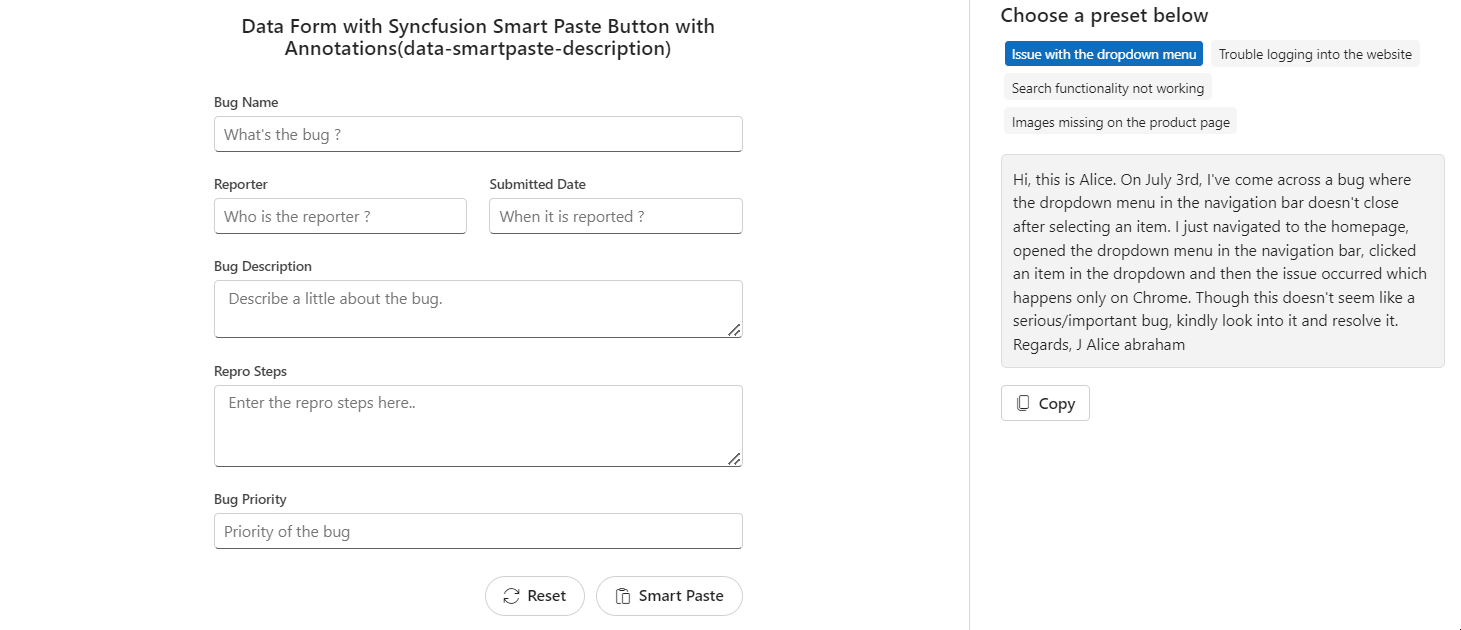 Data Form with Syncfusion Smart Paste Button with
Annotations(data-smartpaste-description)
Bug Name
What's the bug ?
Reporter
Submitted Date
Who is the reporter ?
When it is reported ?
Bug Description
Describe a little about the bug.
Repro Steps
Enter the repro steps here..
Bug Priority
Priority of the bug
Reset
Smart Paste
Choose a preset below
Issue with the dropdown menu
Trouble logging into the website
Search functionality not working
Images missing on the product page
Hi, this is Alice. On July 3rd, I've come across a bug where
the dropdown menu in the navigation bar doesn't close
after selecting an item. I just navigated to the homepage,
opened the dropdown menu in the navigation bar, clicked
an item in the dropdown and then the issue occurred which
happens only on Chrome. Though this doesn't seem like a
serious/important bug, kindly look into it and resolve it.
Regards, J Alice abraham
Copy